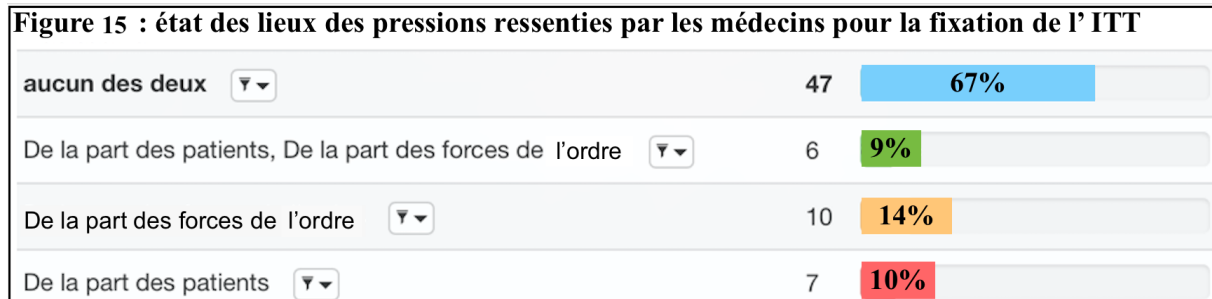 Figure 15 : état des lieux des pressions ressenties par les médecins pour la fixation de l' ITT
aucun des deux 47 67%
De la part des patients, De la part des forces de l'ordre 6 9%
De la part des forces de l'ordre 10 14%
De la part des patients 7 10%